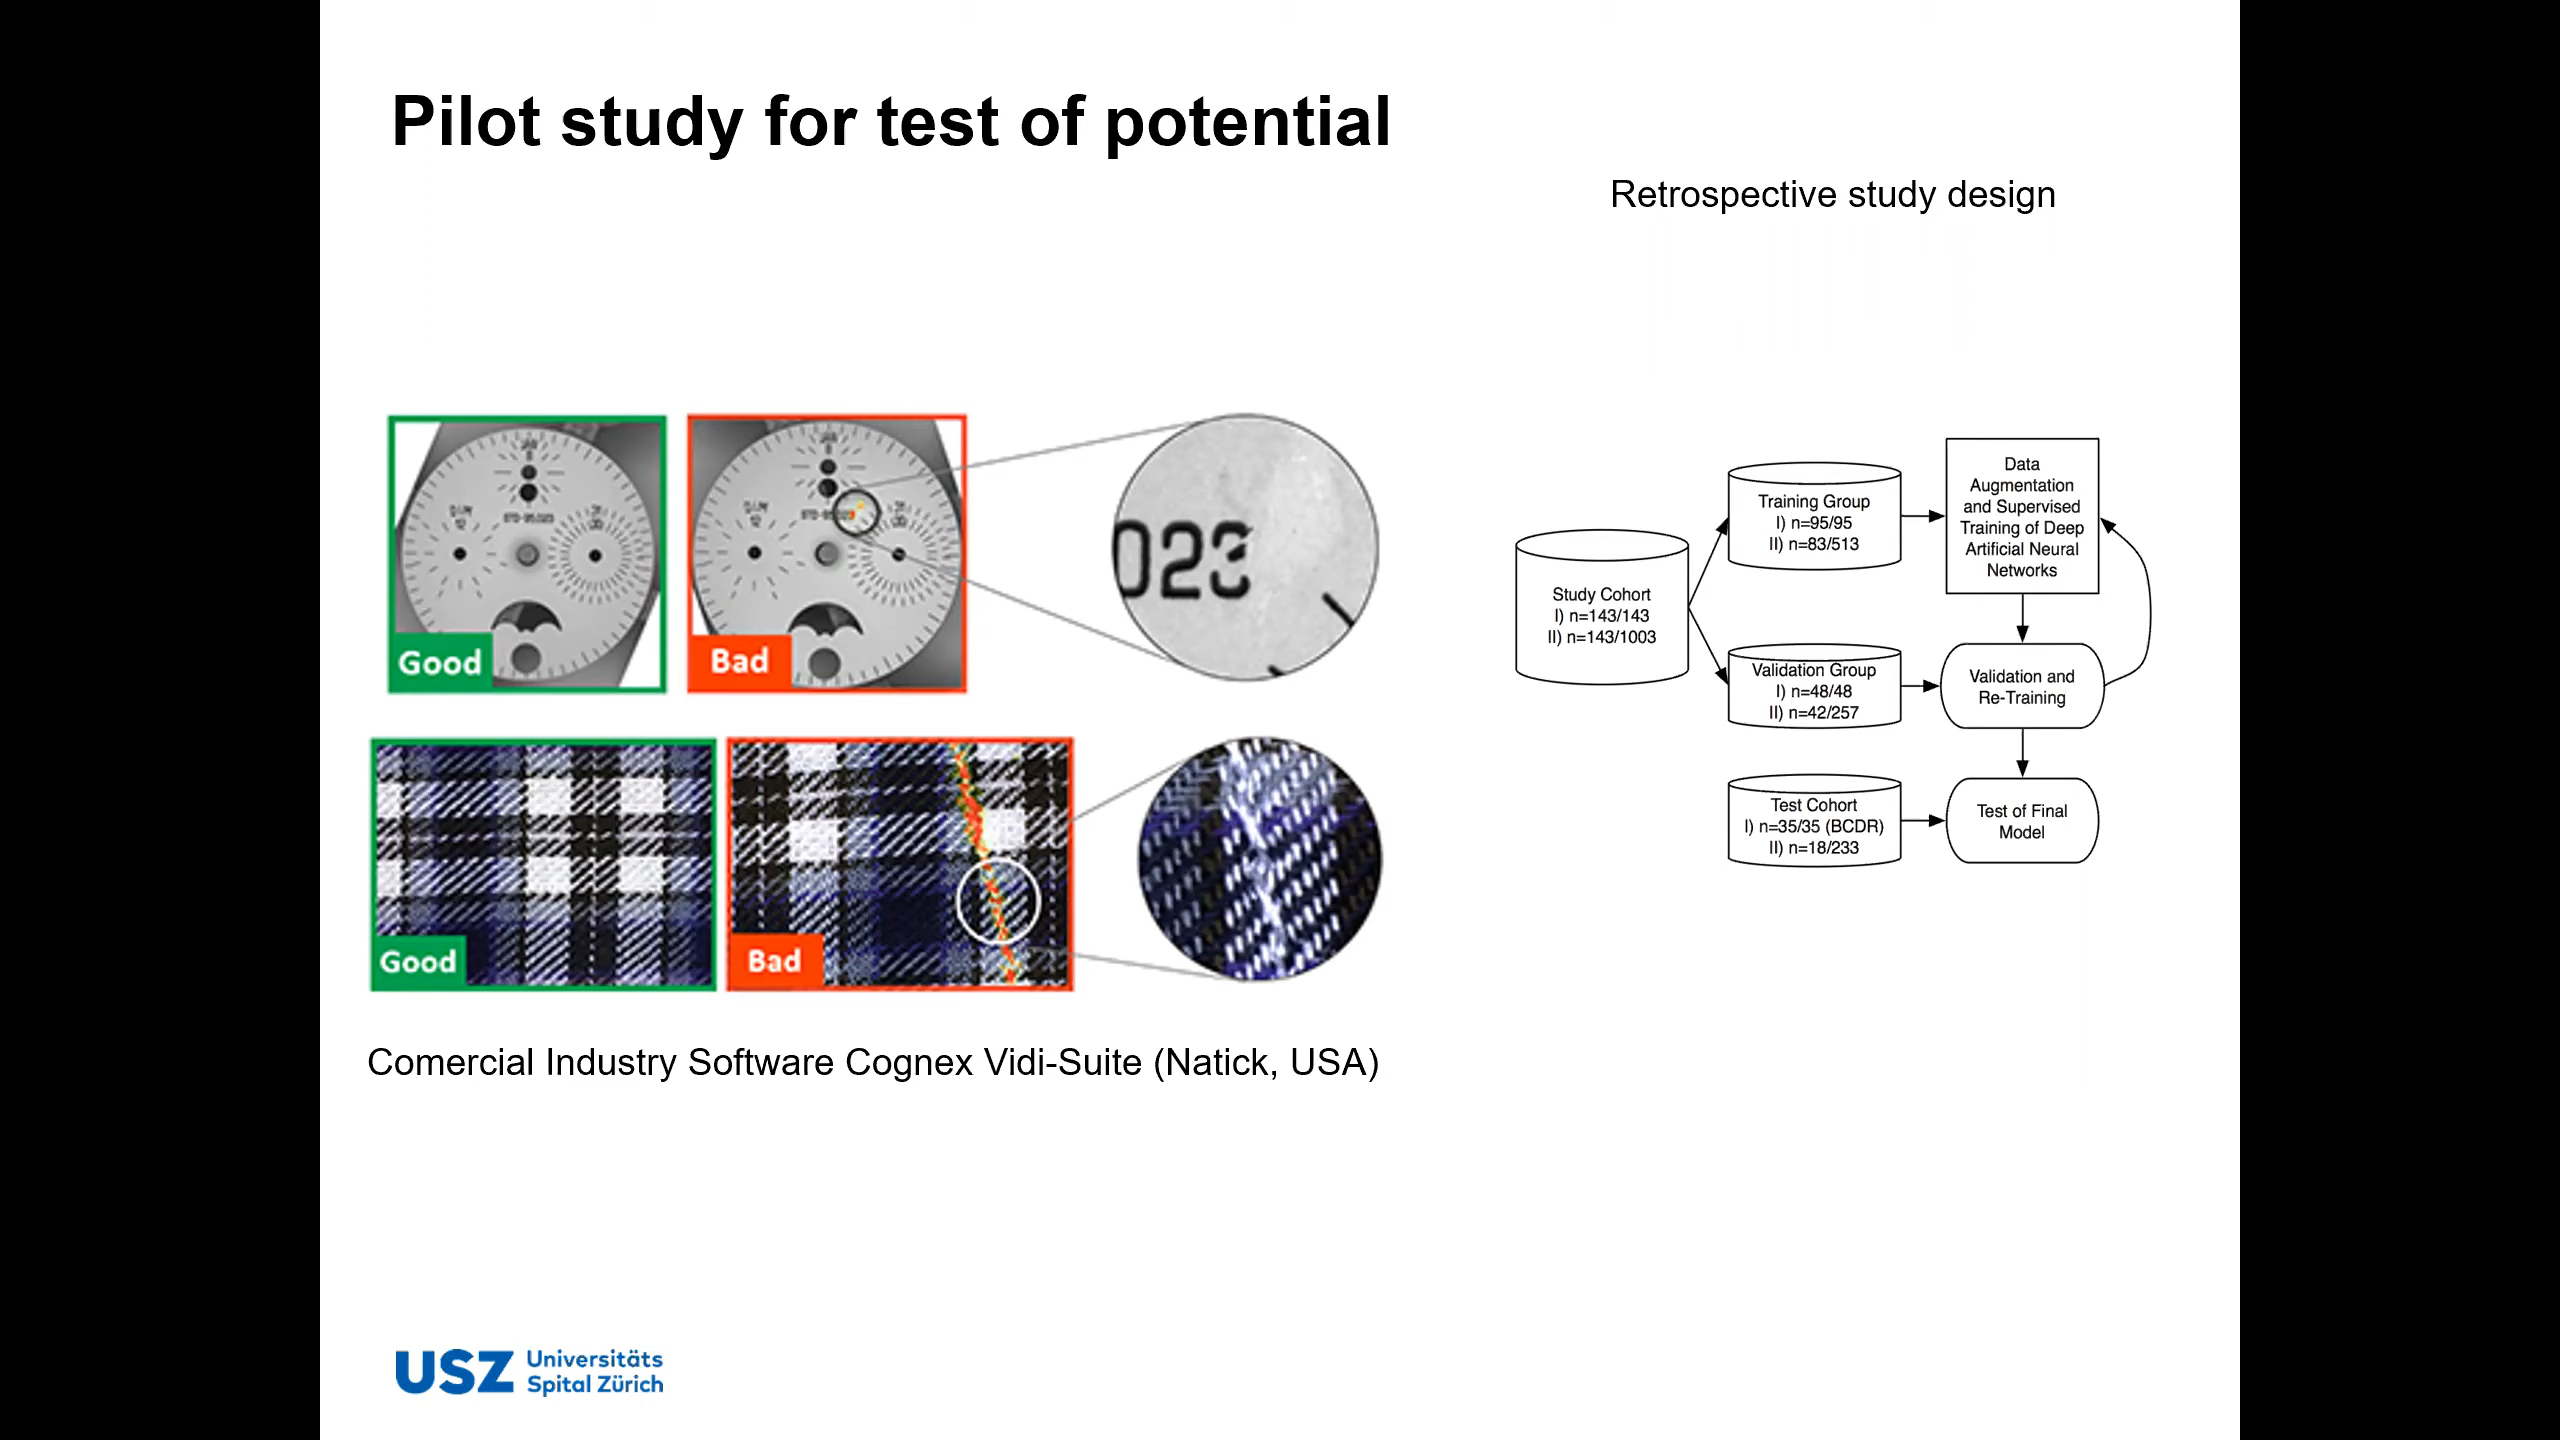 Pilot study for test of potential
Retrospective study design
Good
Bad
023
Good
Bad
Comercial Industry Software Cognex Vidi-Suite (Natick, USA)
Study Cohort
I) n=143/143
II) n=143/1003
Training Group
I) n=95/95
II) n=83/513
Data
Augmentation
and Supervised
Training of Deep
Artificial Neural
Networks
Validation Group
I) n=48/48
II) n=42/257
Validation and
Re-Training
Test Cohort
I) n=35/35 (BCDR)
II) n=18/233
Test of Final
Model
USZ Universitäts
Spital Zürich